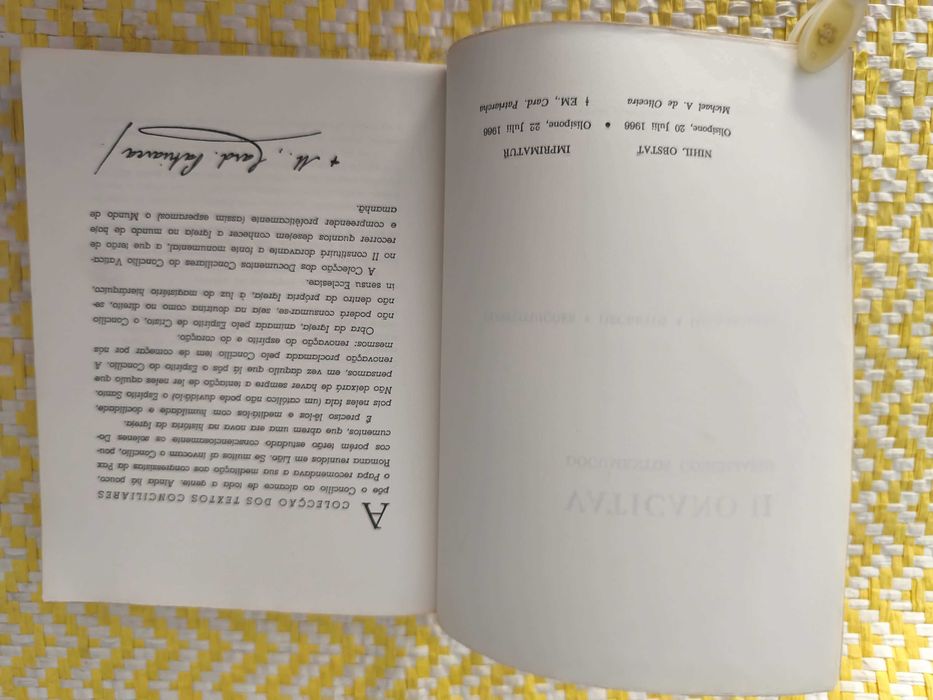 NIHIL OBSTAT IMPRIMATUR
Olisipone, 20 Julii 1966 • Olisipone, 22 Julii 1966
Michael A. de Oliveira † EM., Card. Patriarcha
A COLECÇÃO DOS TEXTOS CONCILIARES
põe o Concílio ao alcance de toda a gente. Ainda há pouco,
o Papa recomendava a sua meditação aos congressistas da Paz
Romana reunidos em Lião. Se muitos aí invocam o Concílio, pou-
cos porém terão estudado conscienciosamente os solenes Do-
cumentos, que abrem uma era nova na história da Igreja.
É preciso lê-los e meditá-los com humildade e docilidade,
pois neles fala (um católico não pode duvidá-lo) o Espírito Santo.
Não deixará de haver sempre a tentação de ler neles aquilo que
pensamos, em vez daquilo que lá pôs o Espírito do Concílio. A
renovação proclamada pelo Concílio tem de começar por nós
mesmos: renovação do espírito e do coração.
Obra da Igreja, animada pelo Espírito de Cristo, o Concílio
não poderá consumar-se, seja na doutrina como no direito, se-
não dentro da própria Igreja, à luz do magistério hierárquico,
in sensu Ecclesiae.
A Colecção dos Documentos Conciliares do Concílio Vatica-
no II constituirá doravante a fonte monumental, a que terão de
recorrer quantos desejem conhecer a Igreja no mundo de hoje
e compreender profèticamente (assim esperamos) o Mundo de
amanhã.
+ M., Card. Patriarca